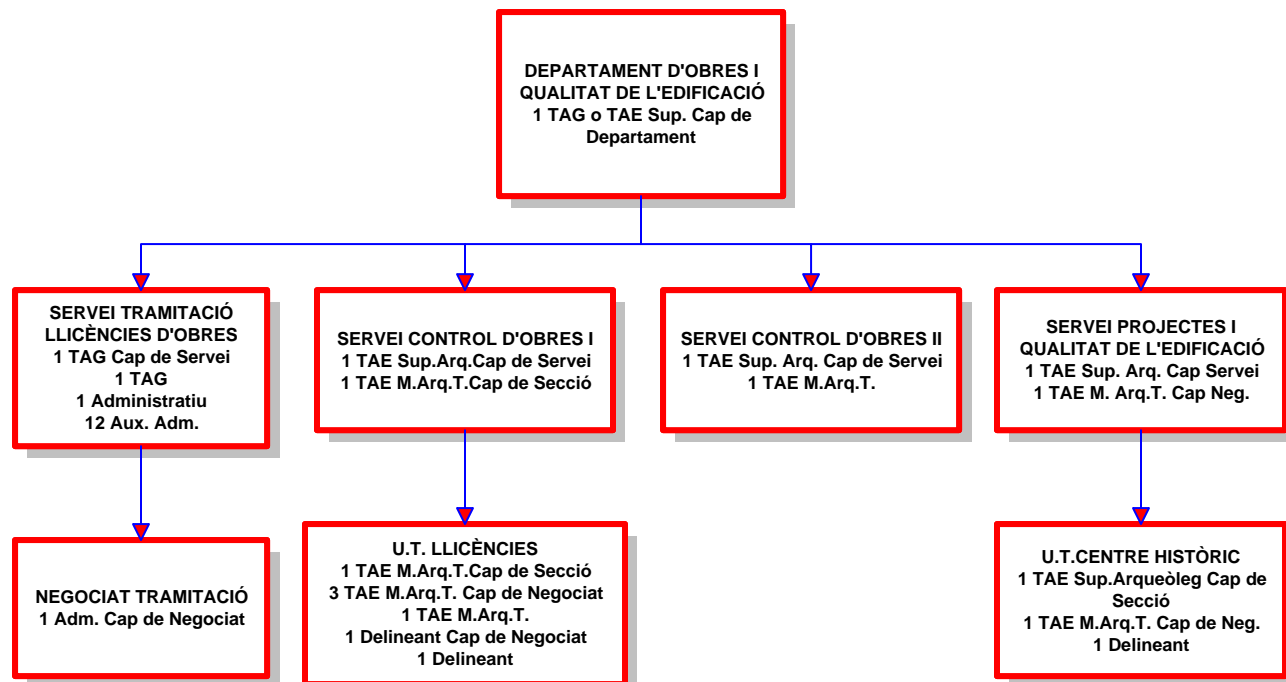 DEPARTAMENT D'OBRES I
QUALITAT DE L'EDIFICACIÓ
1 TAG o TAE Sup. Cap de
Departament
SERVEI TRAMITACIÓ
LLICÈNCIES D'OBRES
1 TAG Cap de Servei
1 TAG
1 Administratiu
12 Aux. Adm.
SERVEI CONTROL D'OBRES I
1 TAE Sup.Arq.Cap de Servei
1 TAE M.Arq.T.Cap de Secció
SERVEI CONTROL D'OBRES II
1 TAE Sup. Arq. Cap de Servei
1 TAE M.Arq.T.
SERVEI PROJECTES I
QUALITAT DE L'EDIFICACIÓ
1 TAE Sup. Arq. Cap Servei
1 TAE M. Arq.T. Cap Neg.
NEGOCIAT TRAMITACIÓ
1 Adm. Cap de Negociat
U.T. LLICÈNCIES
1 TAE M.Arq.T.Cap de Secció
3 TAE M.Arq.T. Cap de Negociat
1 TAE M.Arq.T.
1 Delineant Cap de Negociat
1 Delineant
U.T.CENTRE HISTÒRIC
1 TAE Sup.Arqueòleg Cap de
Secció
1 TAE M.Arq.T. Cap de Neg.
1 Delineant